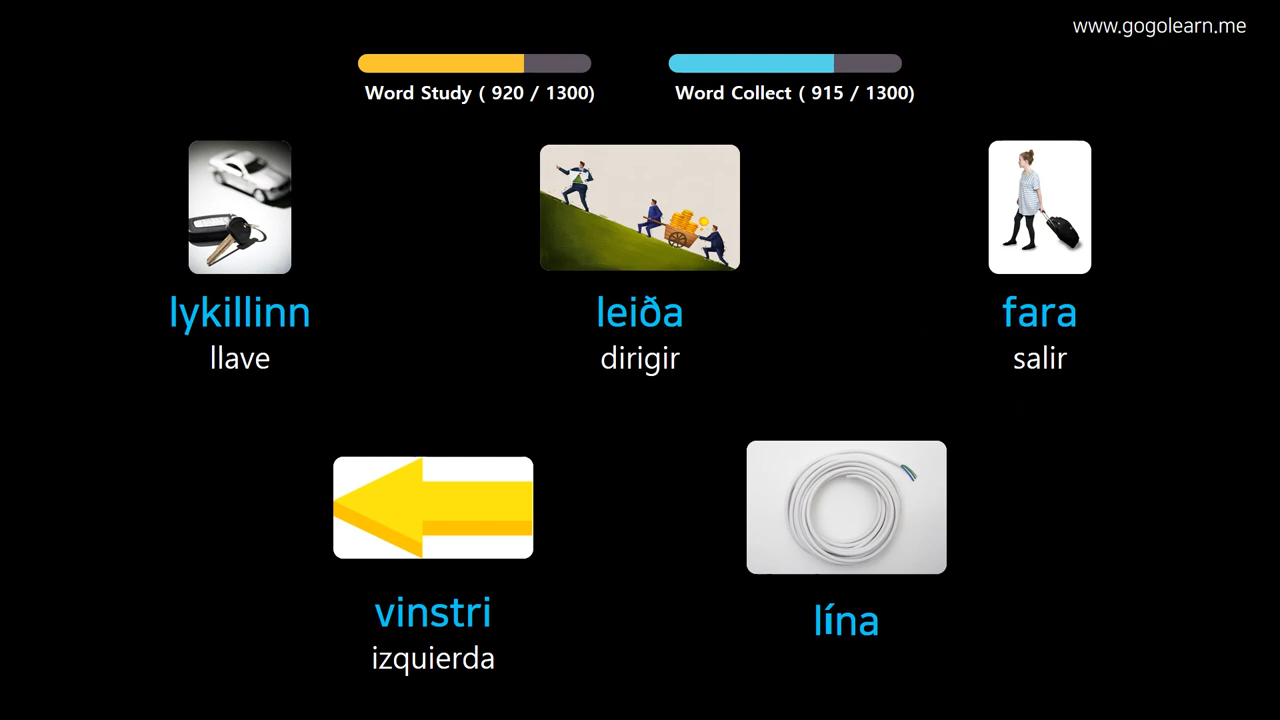 www.gogolearn.me
Word Study ( 920 / 1300)
Word Collect ( 915 / 1300)
lykillinn
llave
leiða
dirigir
fara
salir
vinstri
izquierda
lína